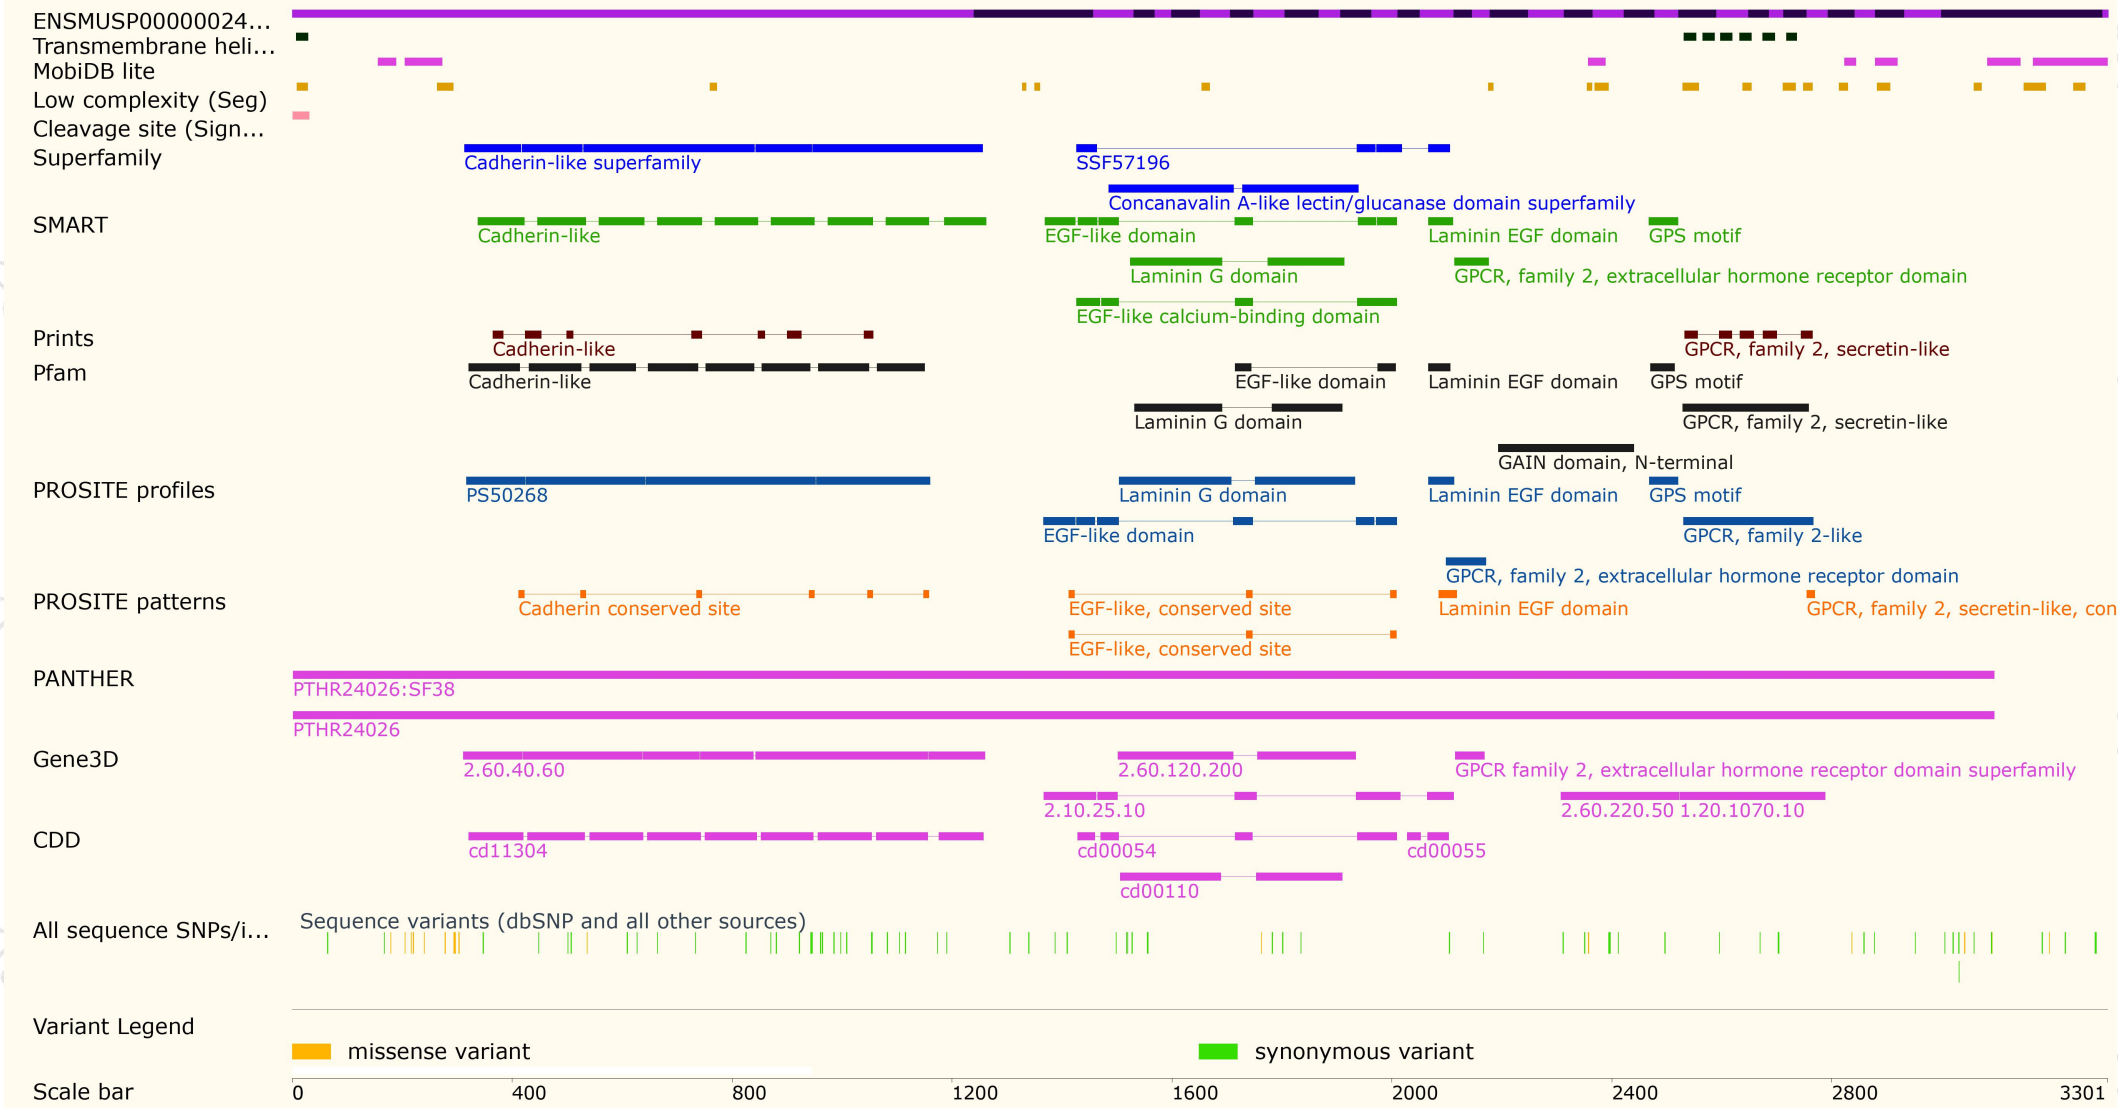 ENSMUSP00000024...
Transmembrane heli...
MobiDB lite
Low complexity (Seg)
Cleavage site (Sign...
Superfamily
Cadherin-like superfamily
SSF57196
Concanavalin A-like lectin/glucanase domain superfamily
SMART
Cadherin-like
EGF-like domain
Laminin EGF domain
GPS motif
Laminin G domain
GPCR, family 2, extracellular hormone receptor domain
EGF-like calcium-binding domain
Prints
Cadherin-like
GPCR, family 2, secretin-like
Pfam
Cadherin-like
EGF-like domain
Laminin EGF domain
GPS motif
Laminin G domain
GPCR, family 2, secretin-like
GAIN domain, N-terminal
PROSITE profiles
PS50268
Laminin G domain
Laminin EGF domain
GPS motif
EGF-like domain
GPCR, family 2-like
GPCR, family 2, extracellular hormone receptor domain
PROSITE patterns
Cadherin conserved site
EGF-like, conserved site
Laminin EGF domain
GPCR, family 2, secretin-like, con
EGF-like, conserved site
PANTHER
PTHR24026:SF38
PTHR24026
Gene3D
2.60.40.60
2.60.120.200
GPCR family 2, extracellular hormone receptor domain superfamily
2.10.25.10
2.60.220.50 1.20.1070.10
CDD
cd11304
cd00054
cd00055
cd00110
All sequence SNPs/i...
Sequence variants (dbSNP and all other sources)
Variant Legend
missense variant
synonymous variant
Scale bar
0 400 800 1200 1600 2000 2400 2800 3301